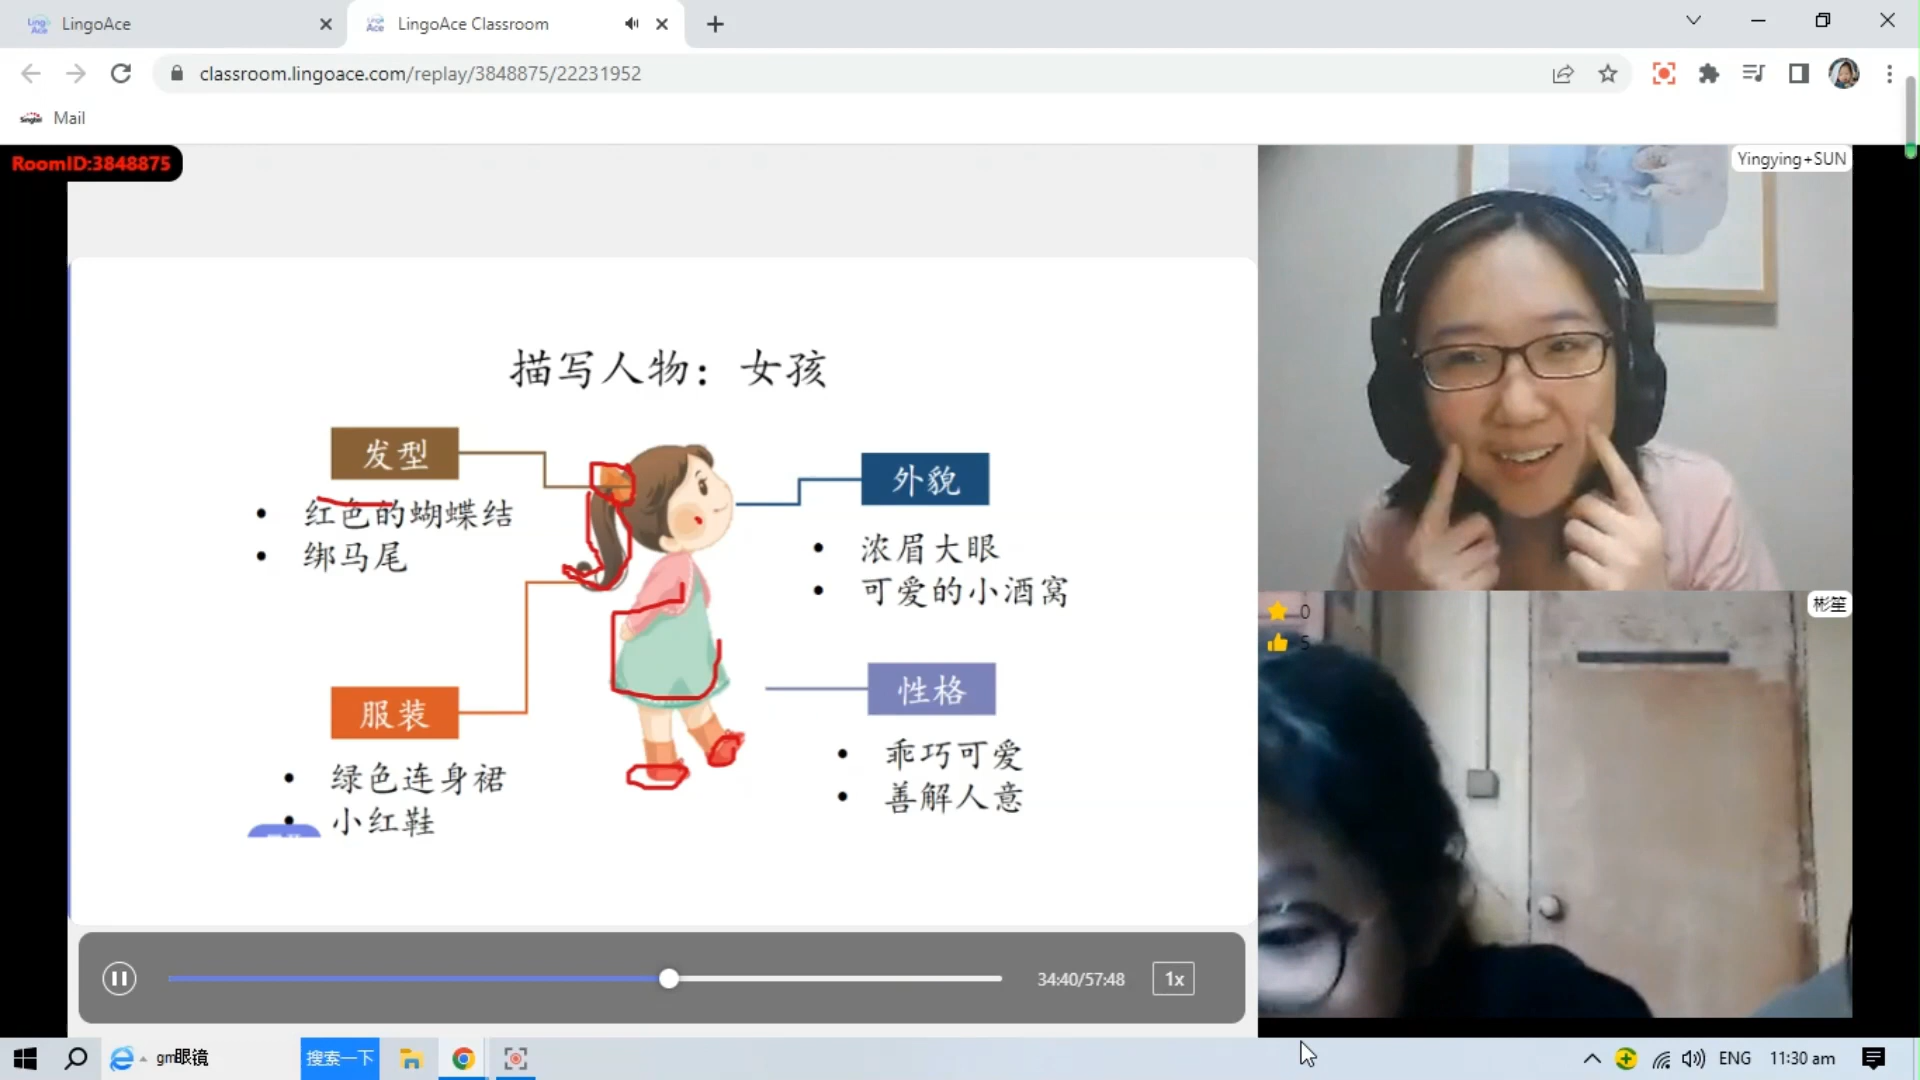 LingoAce
LingoAce Classroom
classroom.lingoace.com/replay/3848875/22231952
Singtel Mail
RoomID:3848875
Yingying+SUN
描写人物：女孩
发型
红色的蝴蝶结
绑马尾
外貌
浓眉大眼
可爱的小酒窝
服装
绿色连身裙
小红鞋
性格
乖巧可爱
善解人意
彬笙
0
5
34:40/57:48
1x
gm眼镜
搜索一下
ENG
11:30 am